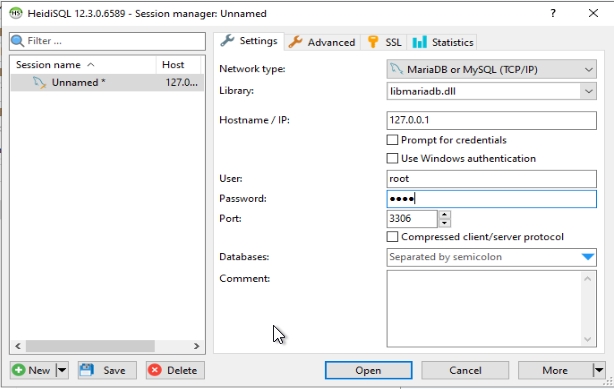 HeidiSQL 12.3.0.6589 - Session manager: Unnamed
Filter ...
Session name Host
Unnamed * 127.0...
New Save Delete
Settings Advanced SSL Statistics
Network type: MariaDB or MySQL (TCP/IP)
Library: libmariadb.dll
Hostname / IP: 127.0.0.1
Prompt for credentials
Use Windows authentication
User: root
Password: ●●●●
Port: 3306
Compressed client/server protocol
Databases: Separated by semicolon
Comment:
Open Cancel More